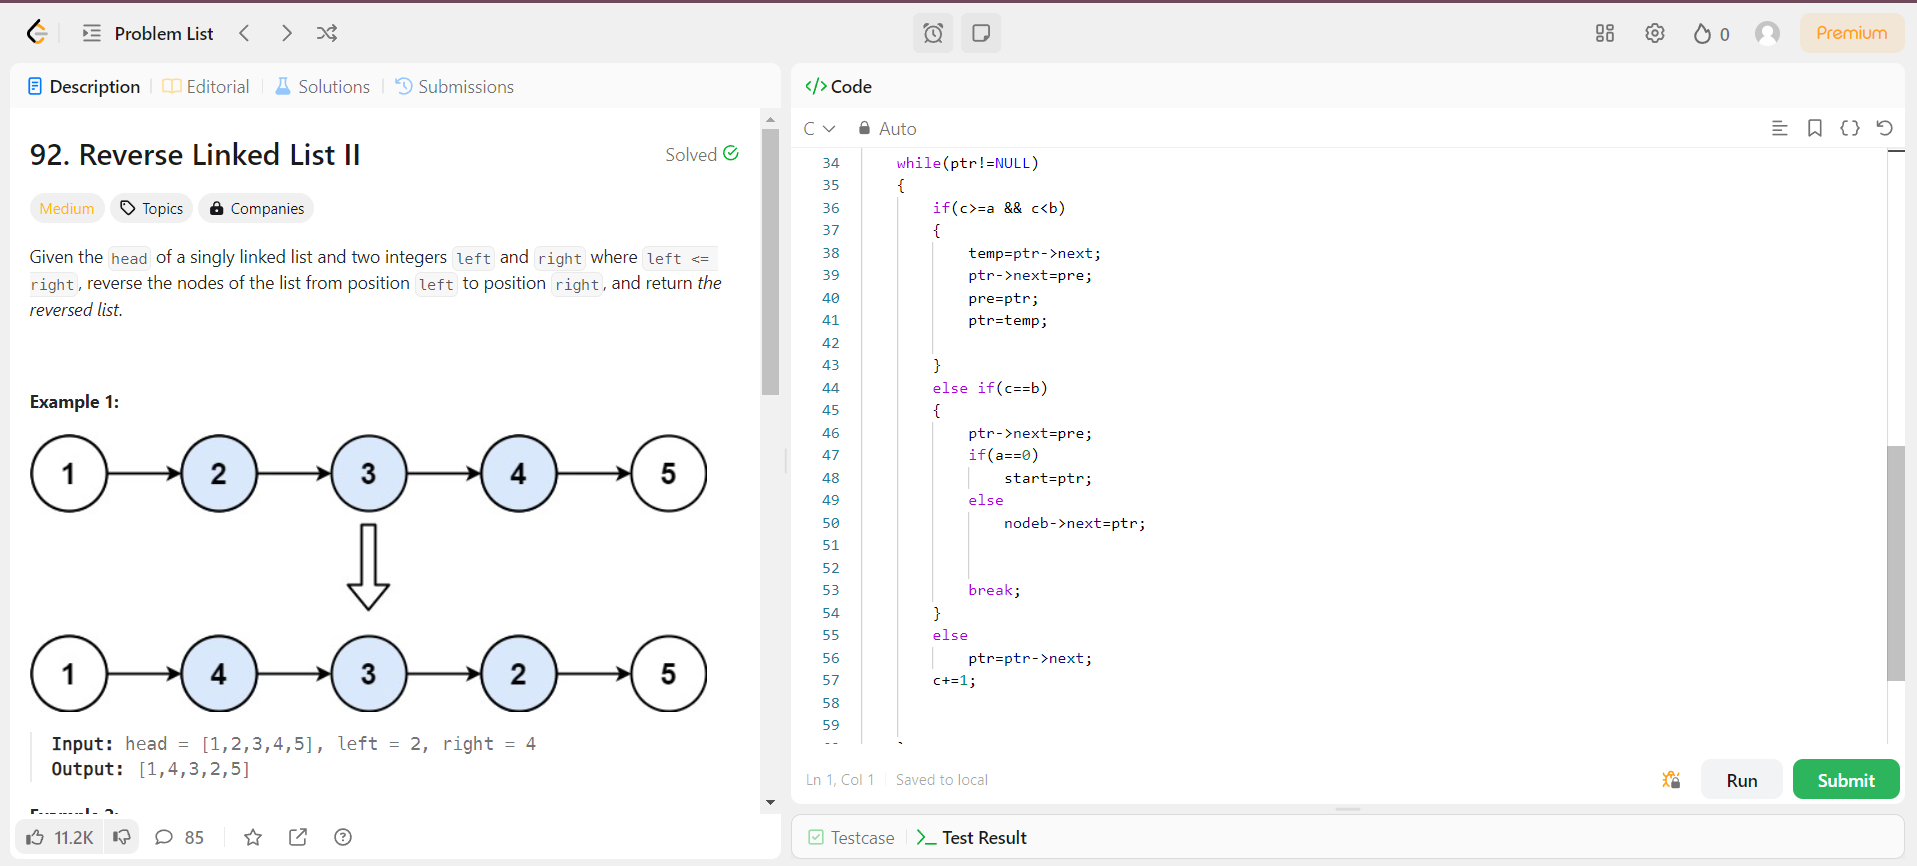 Problem List
0
Premium
Description
Editorial
Solutions
Submissions
92. Reverse Linked List II
Solved
Medium
Topics
Companies
Given the head of a singly linked list and two integers left and right where left <=
right, reverse the nodes of the list from position left to position right, and return the
reversed list.
Example 1:
1 2 3 4 5
1 4 3 2 5
Input: head = [1,2,3,4,5], left = 2, right = 4
Output: [1,4,3,2,5]
11.2K
85
</> Code
C
Auto
34 while(ptr!=NULL)
35 {
36 if(c>=a && c<b)
37 {
38 temp=ptr->next;
39 ptr->next=pre;
40 pre=ptr;
41 ptr=temp;
42
43 }
44 else if(c==b)
45 {
46 ptr->next=pre;
47 if(a==0)
48 start=ptr;
49 else
50 nodeb->next=ptr;
51
52
53 break;
54 }
55 else
56 ptr=ptr->next;
57 c+=1;
58
59
Ln 1, Col 1
Saved to local
Run
Submit
Testcase
Test Result